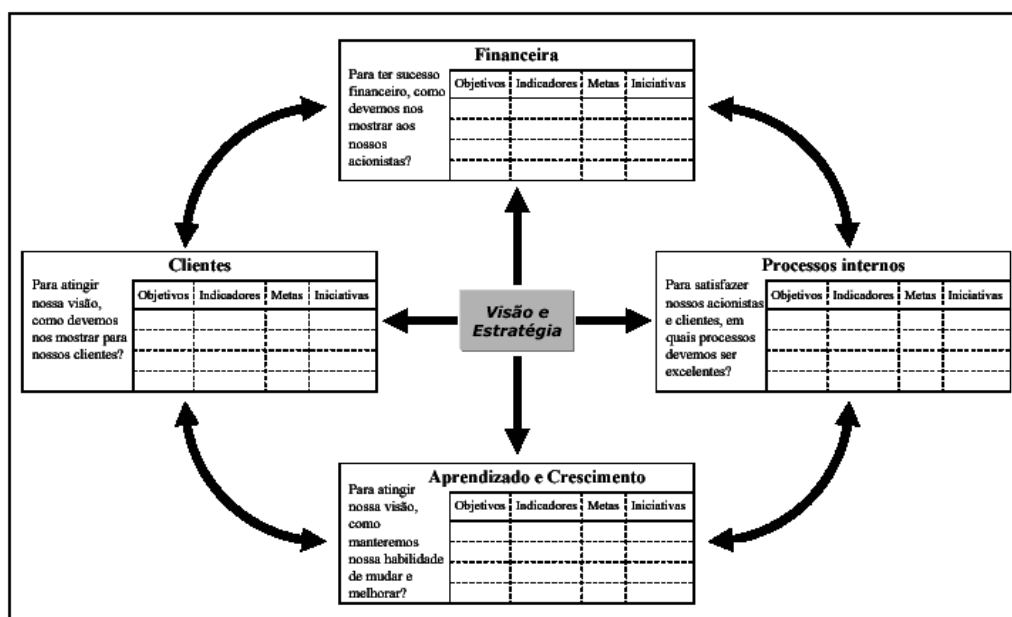 Financeira
Para ter sucesso
financeiro, como
devemos nos
mostrar aos
nossos
acionistas?
Objetivos Indicadores Metas Iniciativas
Clientes
Para atingir
nossa visão,
como devemos
nos mostrar para
nossos clientes?
Objetivos Indicadores Metas Iniciativas
Visão e
Estratégia
Processos internos
Para satisfazer
nossos acionistas
e clientes, em
quais processos
devemos ser
excelentes?
Objetivos Indicadores Metas Iniciativas
Aprendizado e Crescimento
Para atingir
nossa visão,
como
manteremos
nossa habilidade
de mudar e
melhorar?
Objetivos Indicadores Metas Iniciativas